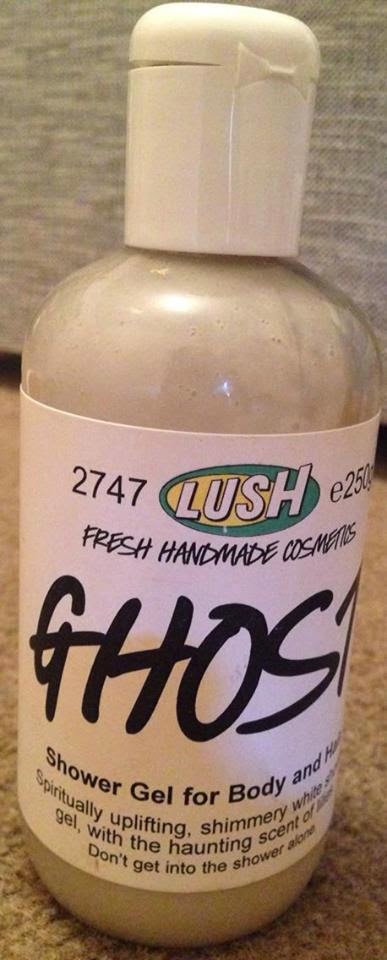 2747 LUSH e250g
FRESH HANDMADE COSMETICS
GHOST
Shower Gel for Body and
Spiritually uplifting, shimmery white
gel, with the haunting scent of
Don't get into the shower alone